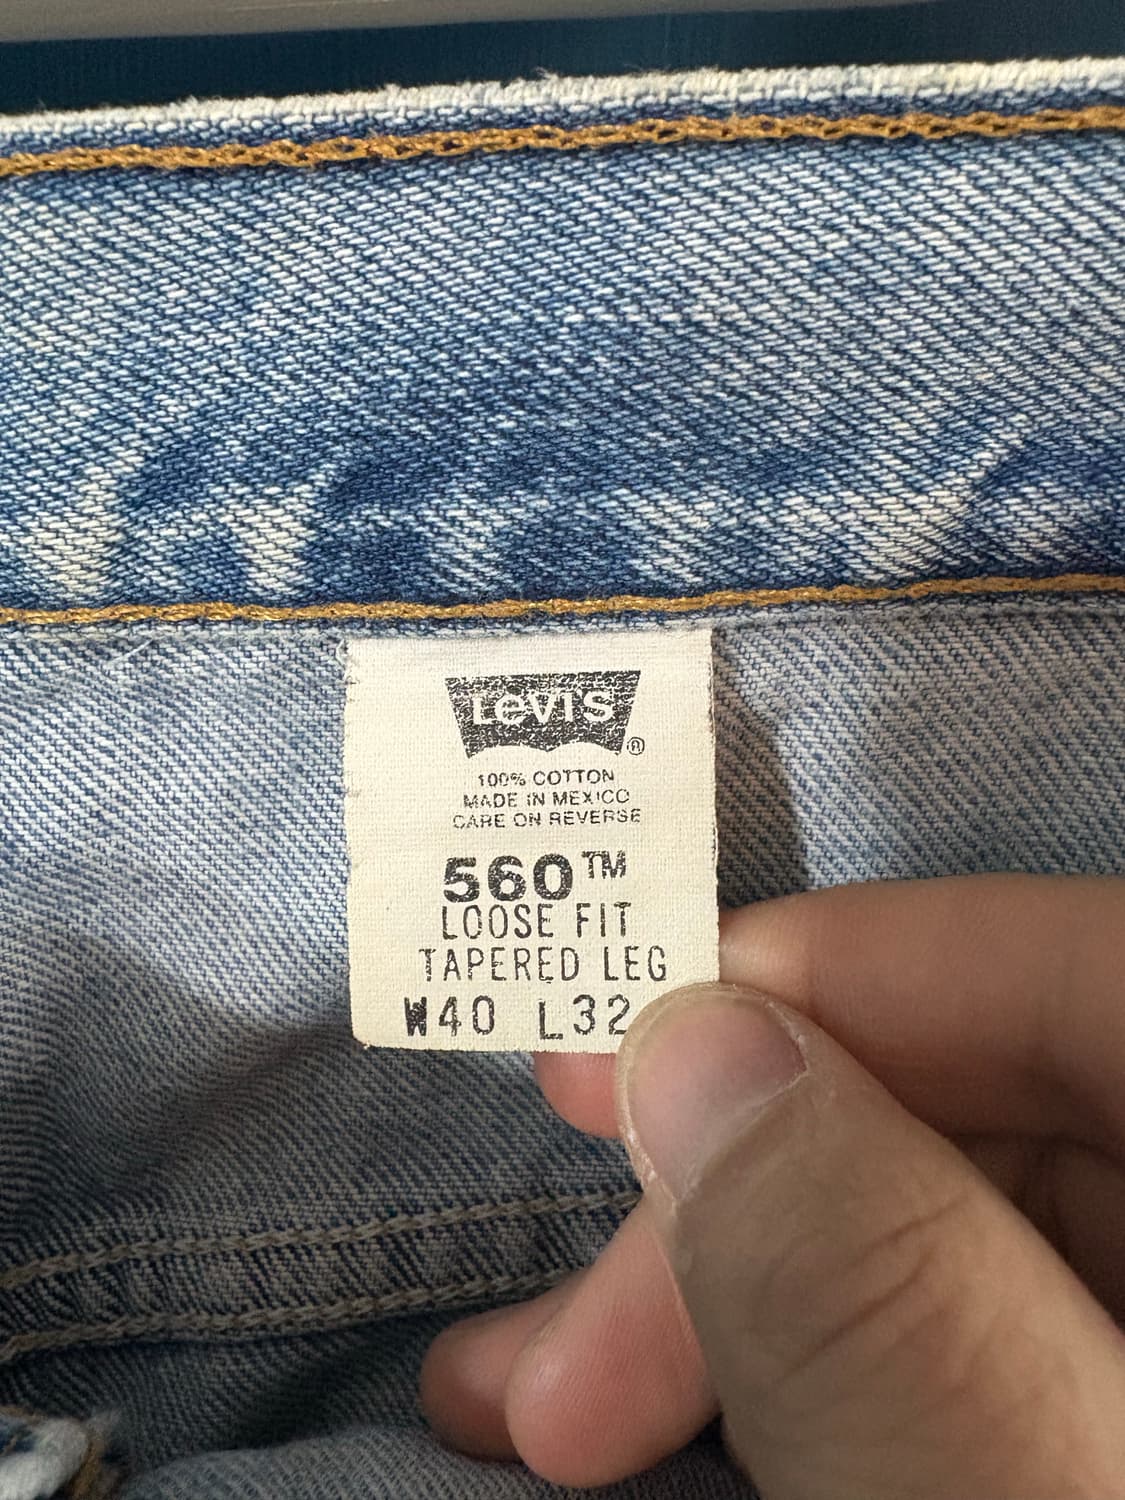 LEVI'S ®
100% COTTON
MADE IN MEXICO
CARE ON REVERSE
560™
LOOSE FIT
TAPERED LEG
W40 L32